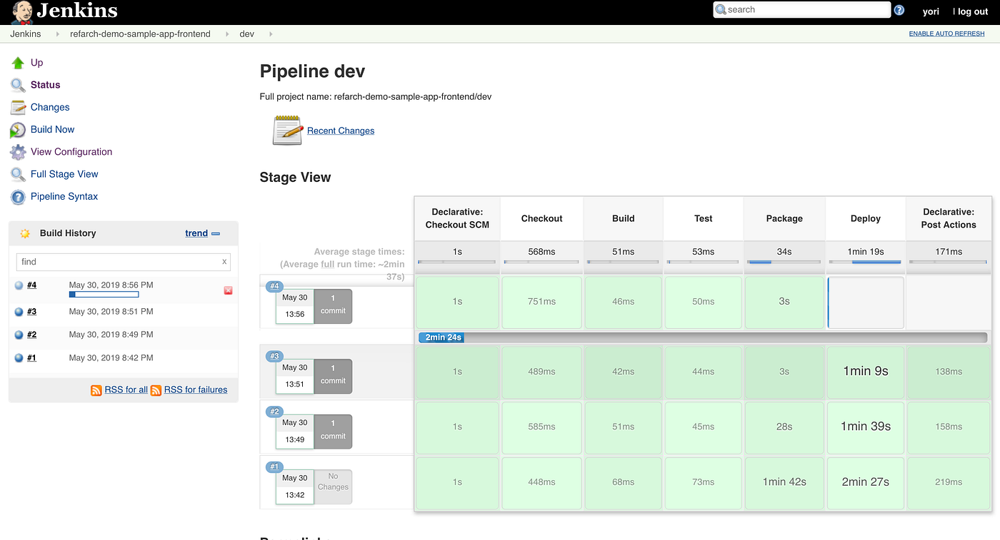 Jenkins
search
yori | log out
Jenkins refarch-demo-sample-app-frontend dev
ENABLE AUTO REFRESH
Up
Status
Changes
Build Now
View Configuration
Full Stage View
Pipeline Syntax
Build History trend
find x
#4 May 30, 2019 8:56 PM
#3 May 30, 2019 8:51 PM
#2 May 30, 2019 8:49 PM
#1 May 30, 2019 8:42 PM
RSS for all RSS for failures
Pipeline dev
Full project name: refarch-demo-sample-app-frontend/dev
Recent Changes
Stage View
Declarative:
Checkout SCM
Checkout
Build
Test
Package
Deploy
Declarative:
Post Actions
Average stage times:
(Average full run time: ~2min
37s)
1s 568ms 51ms 53ms 34s 1min 19s 171ms
#4
May 30
13:56
1
commit
1s 751ms 46ms 50ms 3s
2min 24s
#3
May 30
13:51
1
commit
1s 489ms 42ms 44ms 3s 1min 9s 138ms
#2
May 30
13:49
1
commit
1s 585ms 51ms 45ms 28s 1min 39s 158ms
#1
May 30
13:42
No
Changes
1s 448ms 68ms 73ms 1min 42s 2min 27s 219ms